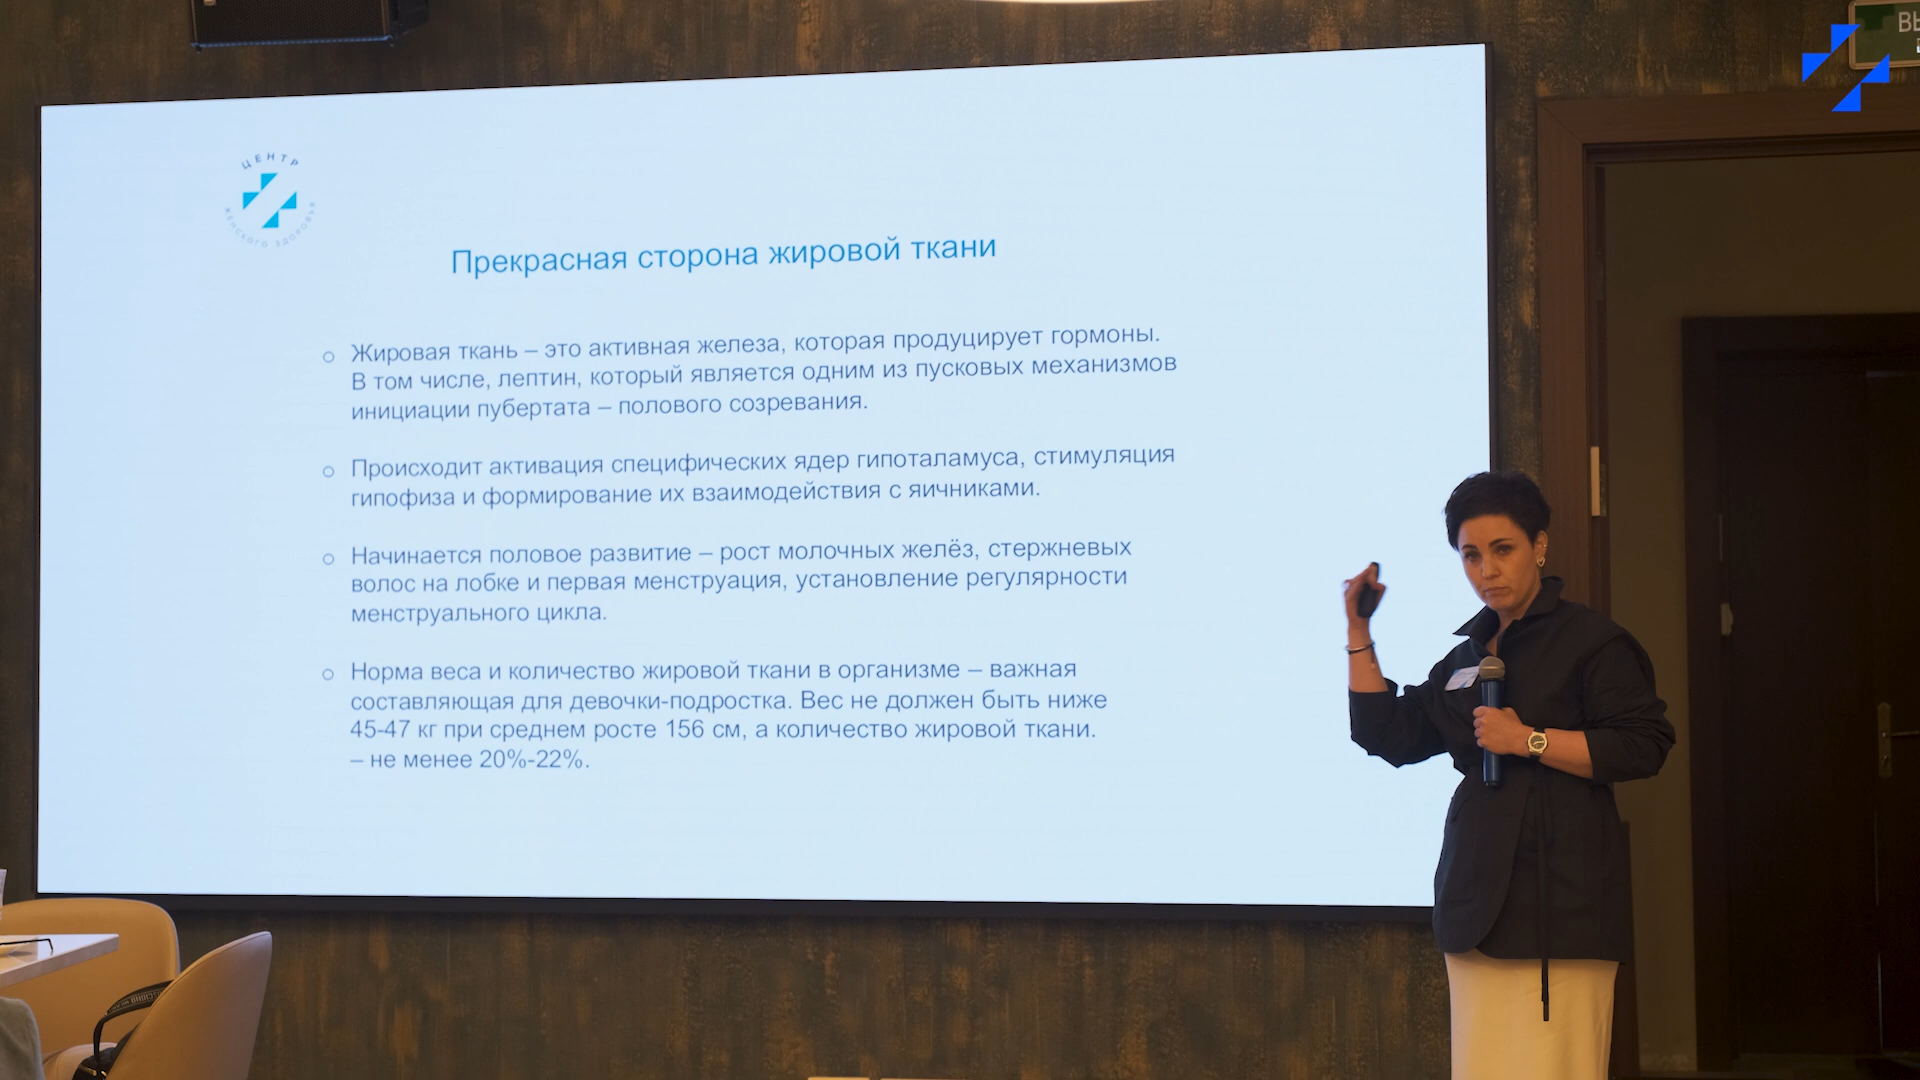 ВЫ
ЦЕНТР
ЖЕНСКОГО ЗДОРОВЬЯ
Прекрасная сторона жировой ткани
Жировая ткань – это активная железа, которая продуцирует гормоны.
В том числе, лептин, который является одним из пусковых механизмов
инициации пубертата – полового созревания.
Происходит активация специфических ядер гипоталамуса, стимуляция
гипофиза и формирование их взаимодействия с яичниками.
Начинается половое развитие – рост молочных желёз, стержневых
волос на лобке и первая менструация, установление регулярности
менструального цикла.
Норма веса и количество жировой ткани в организме – важная
составляющая для девочки-подростка. Вес не должен быть ниже
45-47 кг при среднем росте 156 см, а количество жировой ткани.
– не менее 20%-22%.